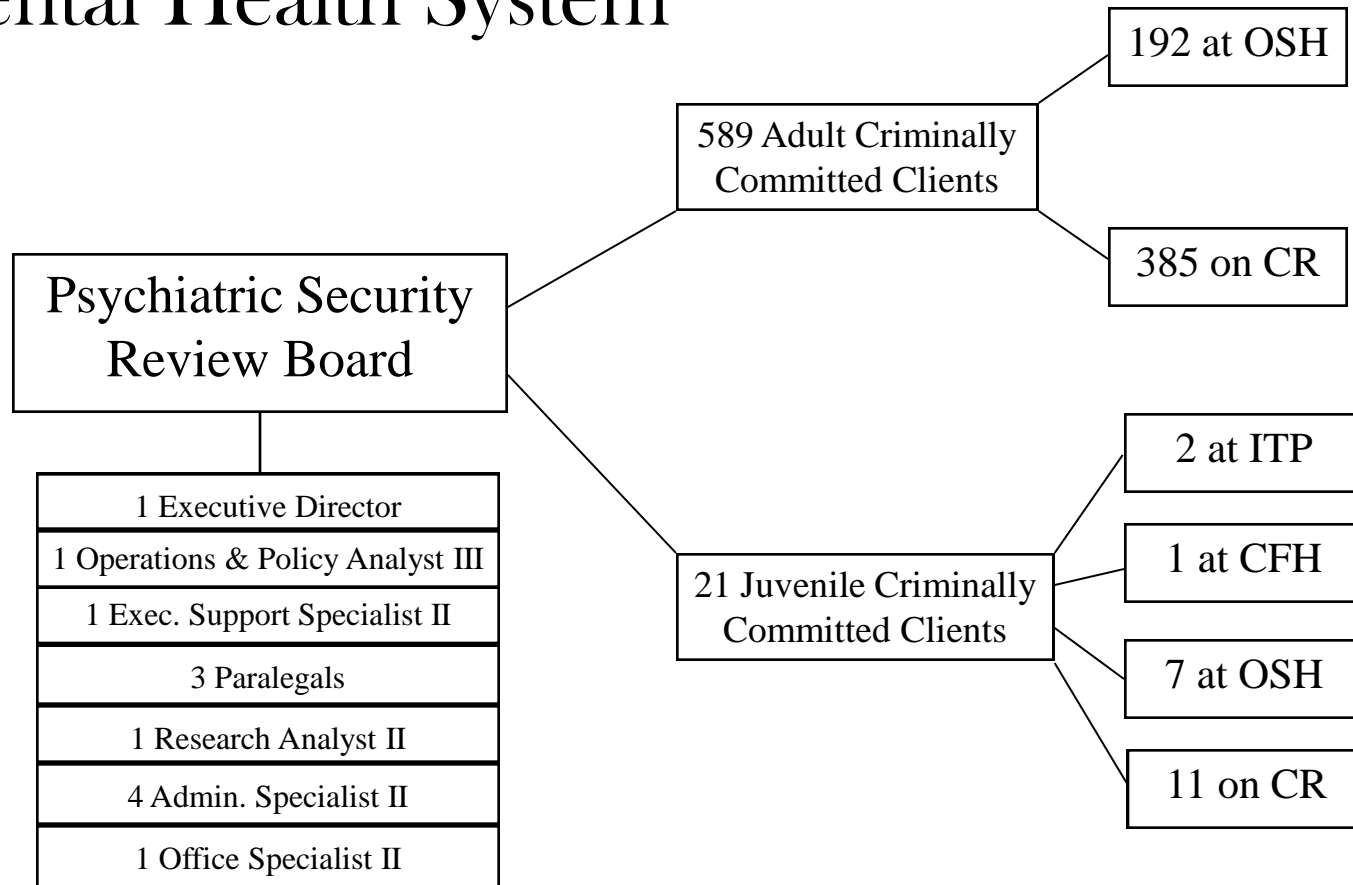 Health System
192 at OSH
589 Adult Criminally
Committed Clients
385 on CR
Psychiatric Security
Review Board
1 Executive Director
1 Operations & Policy Analyst III
1 Exec. Support Specialist II
3 Paralegals
1 Research Analyst II
4 Admin. Specialist II
1 Office Specialist II
2 at ITP
1 at CFH
21 Juvenile Criminally
Committed Clients
7 at OSH
11 on CR